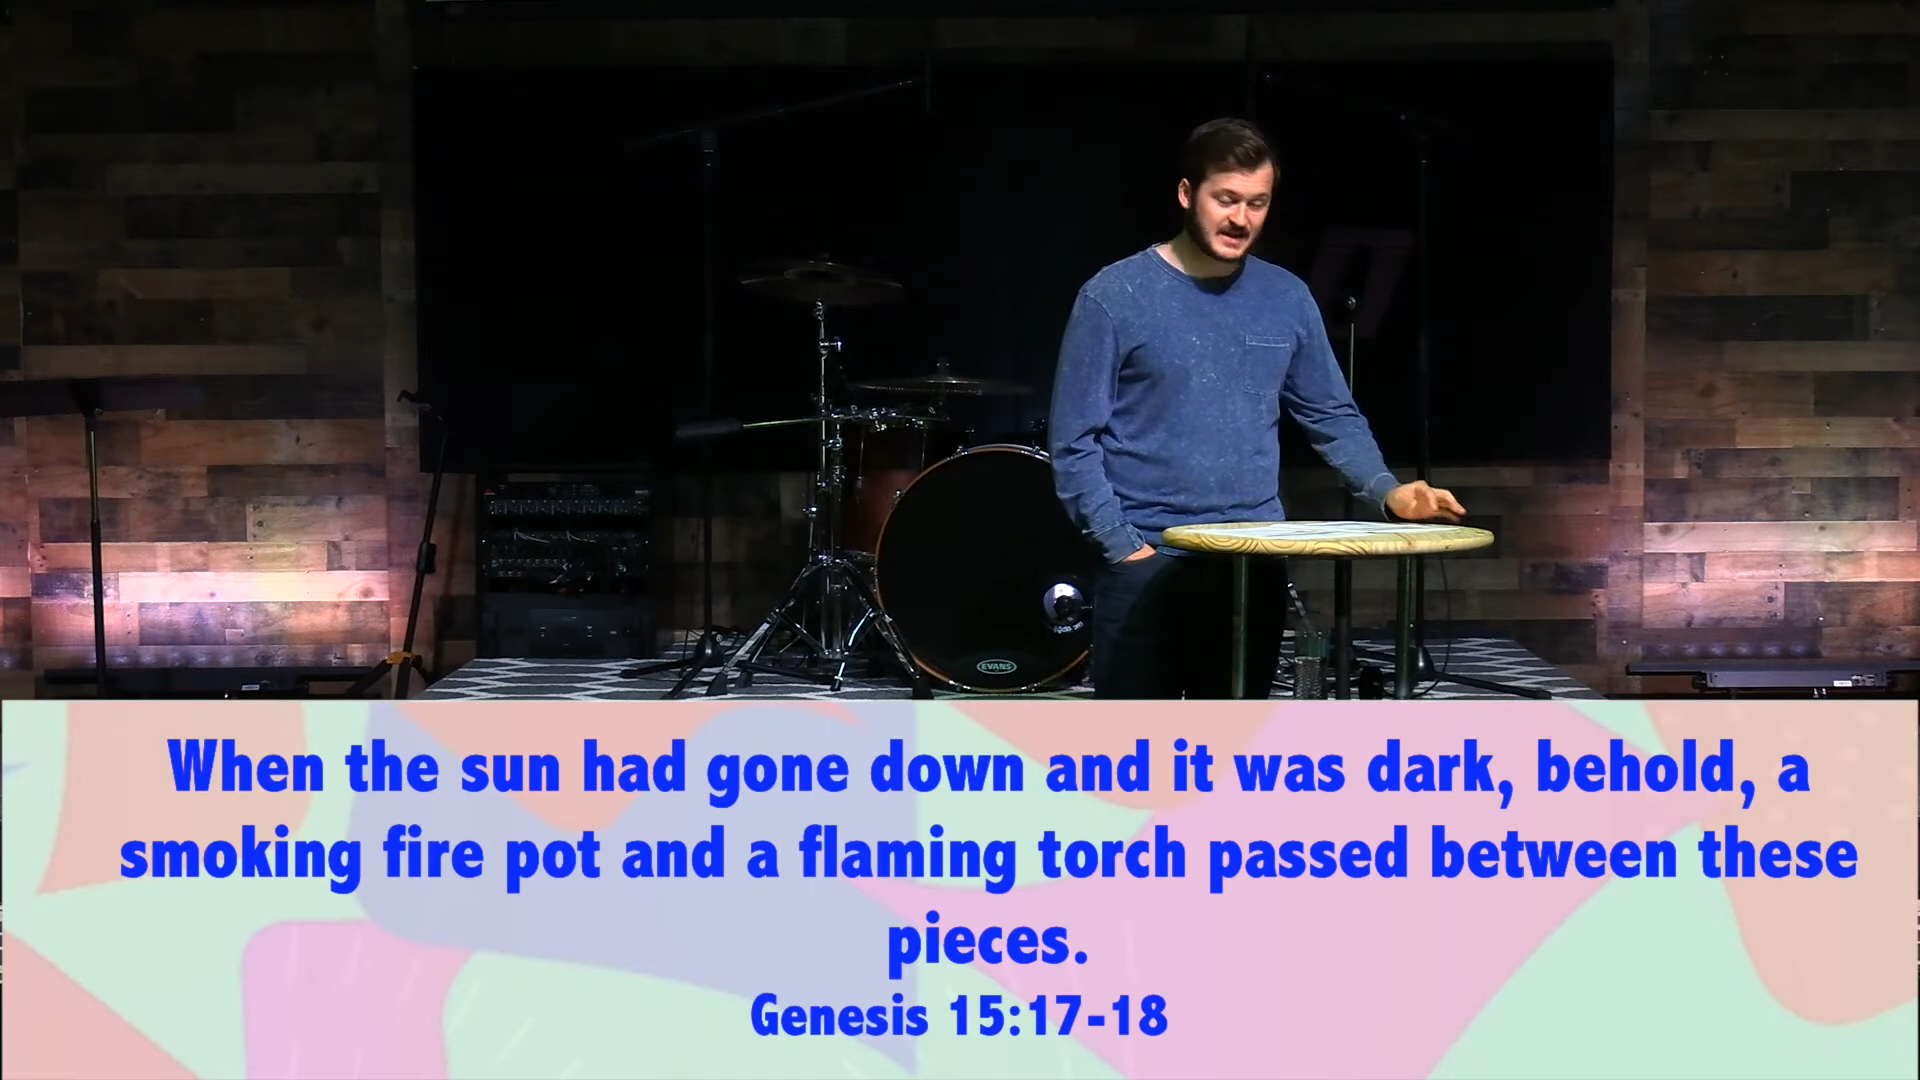 EVANS
When the sun had gone down and it was dark, behold, a
smoking fire pot and a flaming torch passed between these
pieces.
Genesis 15:17-18